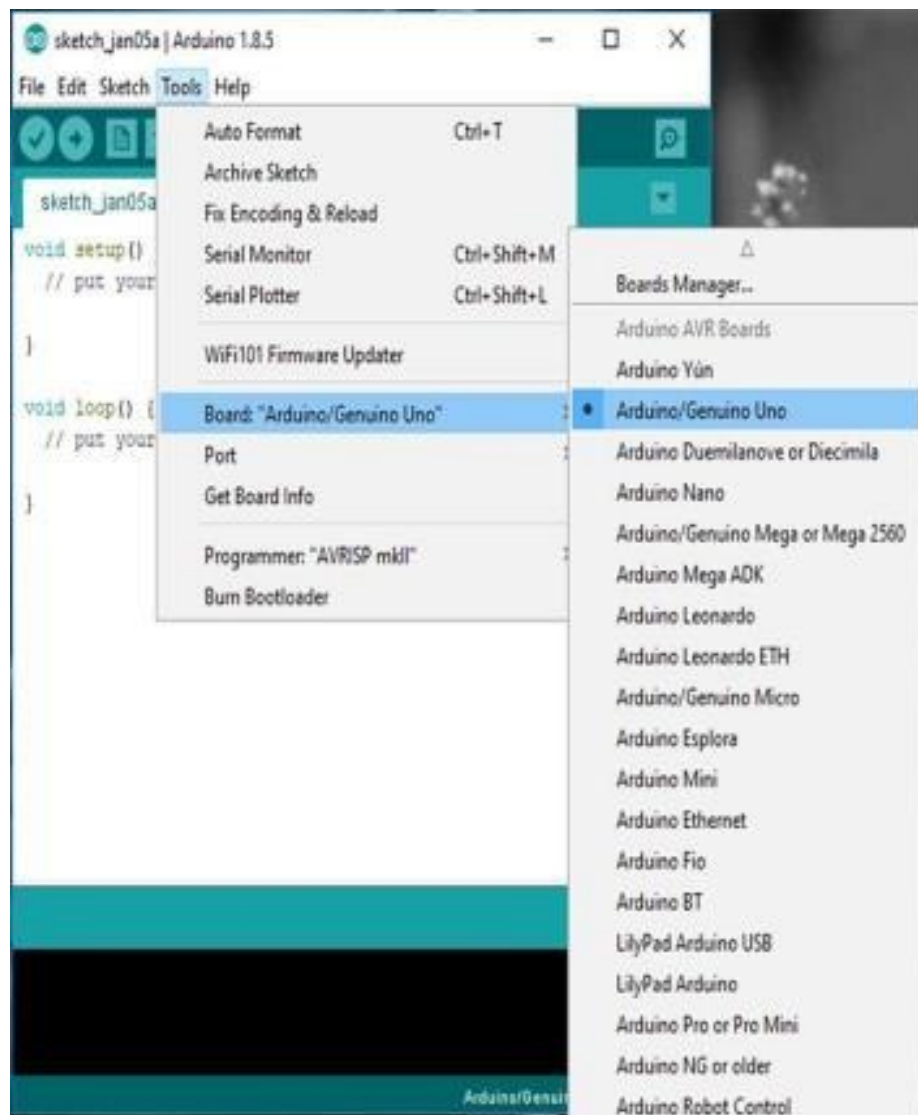 sketch_jan05a | Arduino 1.8.5
File Edit Sketch Tools Help
sketch_jan05a
void setup()
// put your
}
void loop() {
// put your
}
Auto Format Ctrl+T
Archive Sketch
Fix Encoding & Reload
Serial Monitor Ctrl+Shift+M
Serial Plotter Ctrl+Shift+L
WiFi101 Firmware Updater
Board: "Arduino/Genuino Uno"
Port
Get Board Info
Programmer: "AVRISP mkII"
Burn Bootloader
Boards Manager...
Arduino AVR Boards
Arduino Yún
Arduino/Genuino Uno
Arduino Duemilanove or Diecimila
Arduino Nano
Arduino/Genuino Mega or Mega 2560
Arduino Mega ADK
Arduino Leonardo
Arduino Leonardo ETH
Arduino/Genuino Micro
Arduino Esplora
Arduino Mini
Arduino Ethernet
Arduino Fio
Arduino BT
LilyPad Arduino USB
LilyPad Arduino
Arduino Pro or Pro Mini
Arduino NG or older
Arduino Robot Control
Arduino/Genui